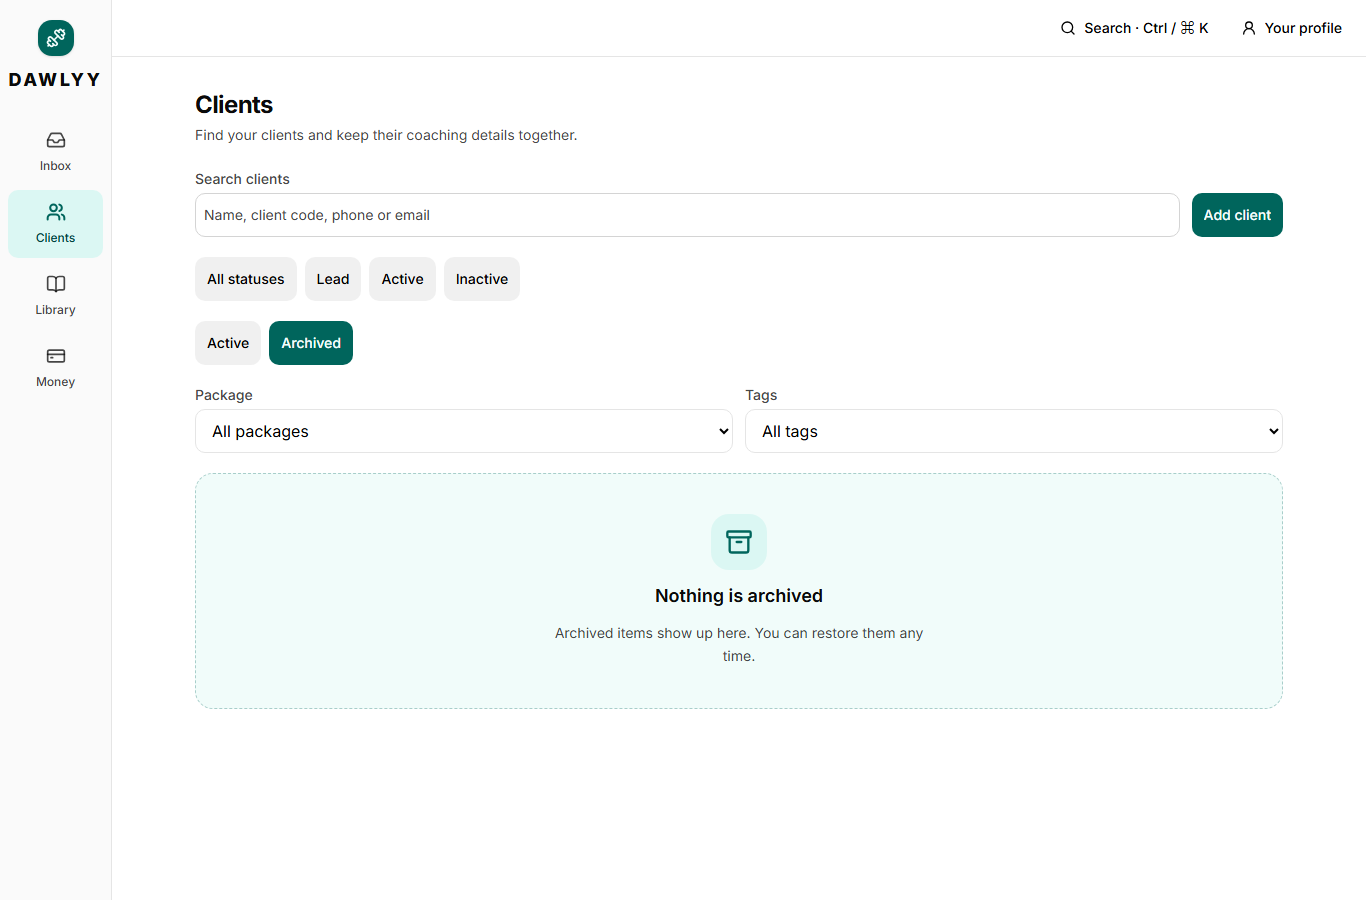 DAWLYY
Search · Ctrl / ⌘ K
Your profile
Inbox
Clients
Library
Money
Clients
Find your clients and keep their coaching details together.
Search clients
Name, client code, phone or email
Add client
All statuses
Lead
Active
Inactive
Active
Archived
Package
Tags
All packages
All tags
Nothing is archived
Archived items show up here. You can restore them any
time.